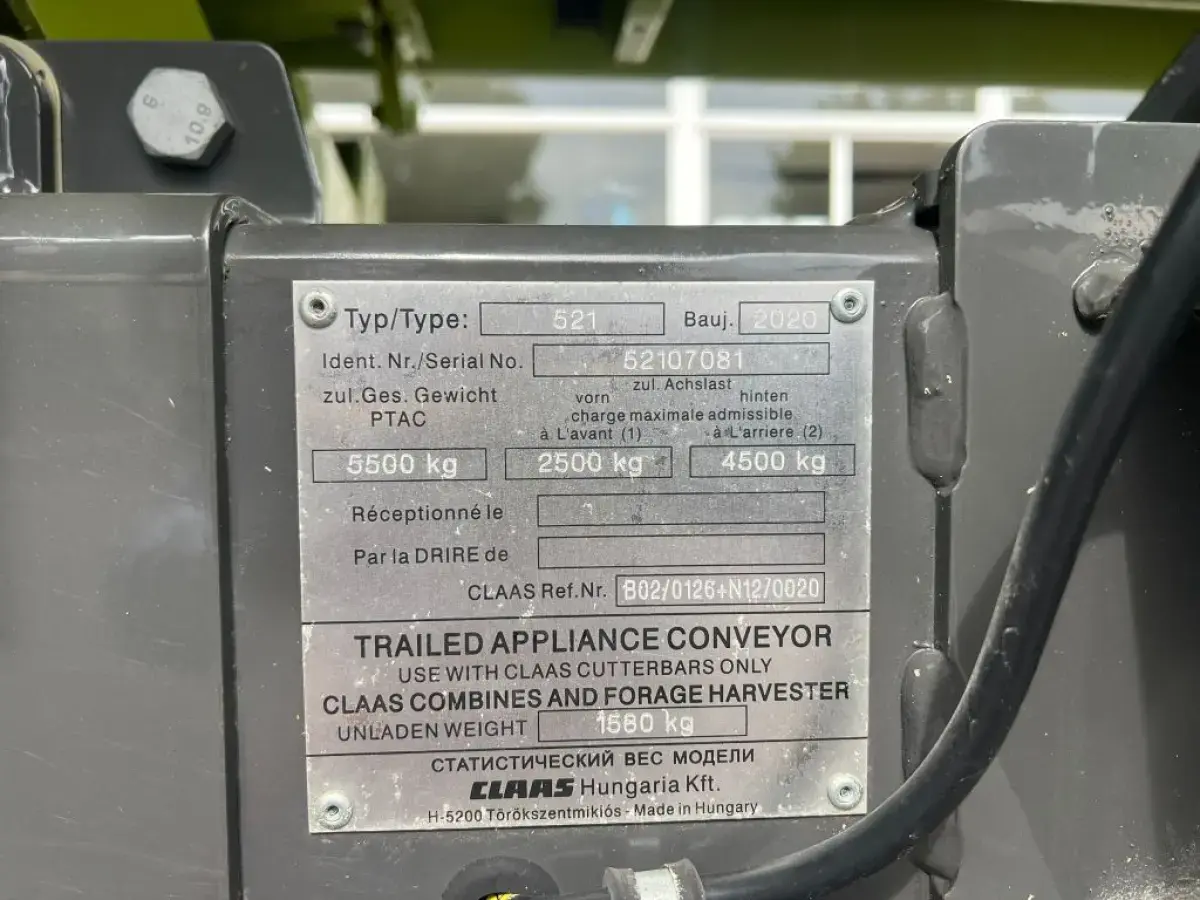 8
10.9
Typ/Type: 521 Bauj. 2020
Ident. Nr./Serial No. 52107081
zul.Ges. Gewicht zul. Achslast
vorn hinten
PTAC charge maximale admissible
à L'avant (1) à L'arriere (2)
5500 kg 2500 kg 4500 kg
Réceptionné le
Par la DRIRE de
CLAAS Ref.Nr. B02/0126+N12/0020
TRAILED APPLIANCE CONVEYOR
USE WITH CLAAS CUTTERBARS ONLY
CLAAS COMBINES AND FORAGE HARVESTER
UNLADEN WEIGHT 1580 kg
СТАТИСТИЧЕСКИЙ ВЕС МОДЕЛИ
CLAAS Hungaria Kft.
H-5200 Törökszentmiklós - Made in Hungary